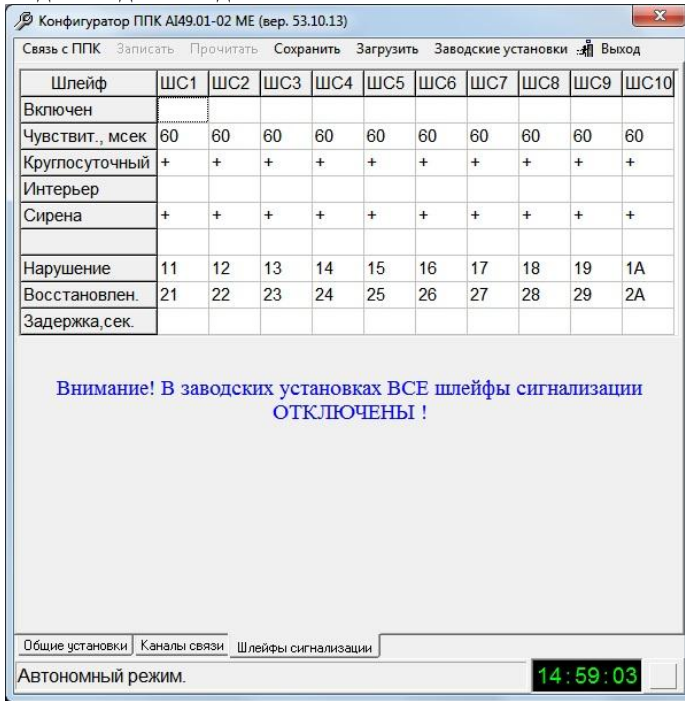 Конфигуратор ППК AI49.01-02 ME (вер. 53.10.13)
Связь с ППК Записать Прочитать Сохранить Загрузить Заводские установки Выход
Шлейф ШС1 ШС2 ШС3 ШС4 ШС5 ШС6 ШС7 ШС8 ШС9 ШС10
Включен
Чувствит., мсек 60 60 60 60 60 60 60 60 60 60
Круглосуточный + + + + + + + + + +
Интерьер
Сирена + + + + + + + + + +
Нарушение 11 12 13 14 15 16 17 18 19 1A
Восстановлен. 21 22 23 24 25 26 27 28 29 2A
Задержка,сек.
Внимание! В заводских установках ВСЕ шлейфы сигнализации
ОТКЛЮЧЕНЫ !
Общие установки Каналы связи Шлейфы сигнализации
Автономный режим. 14:59:03